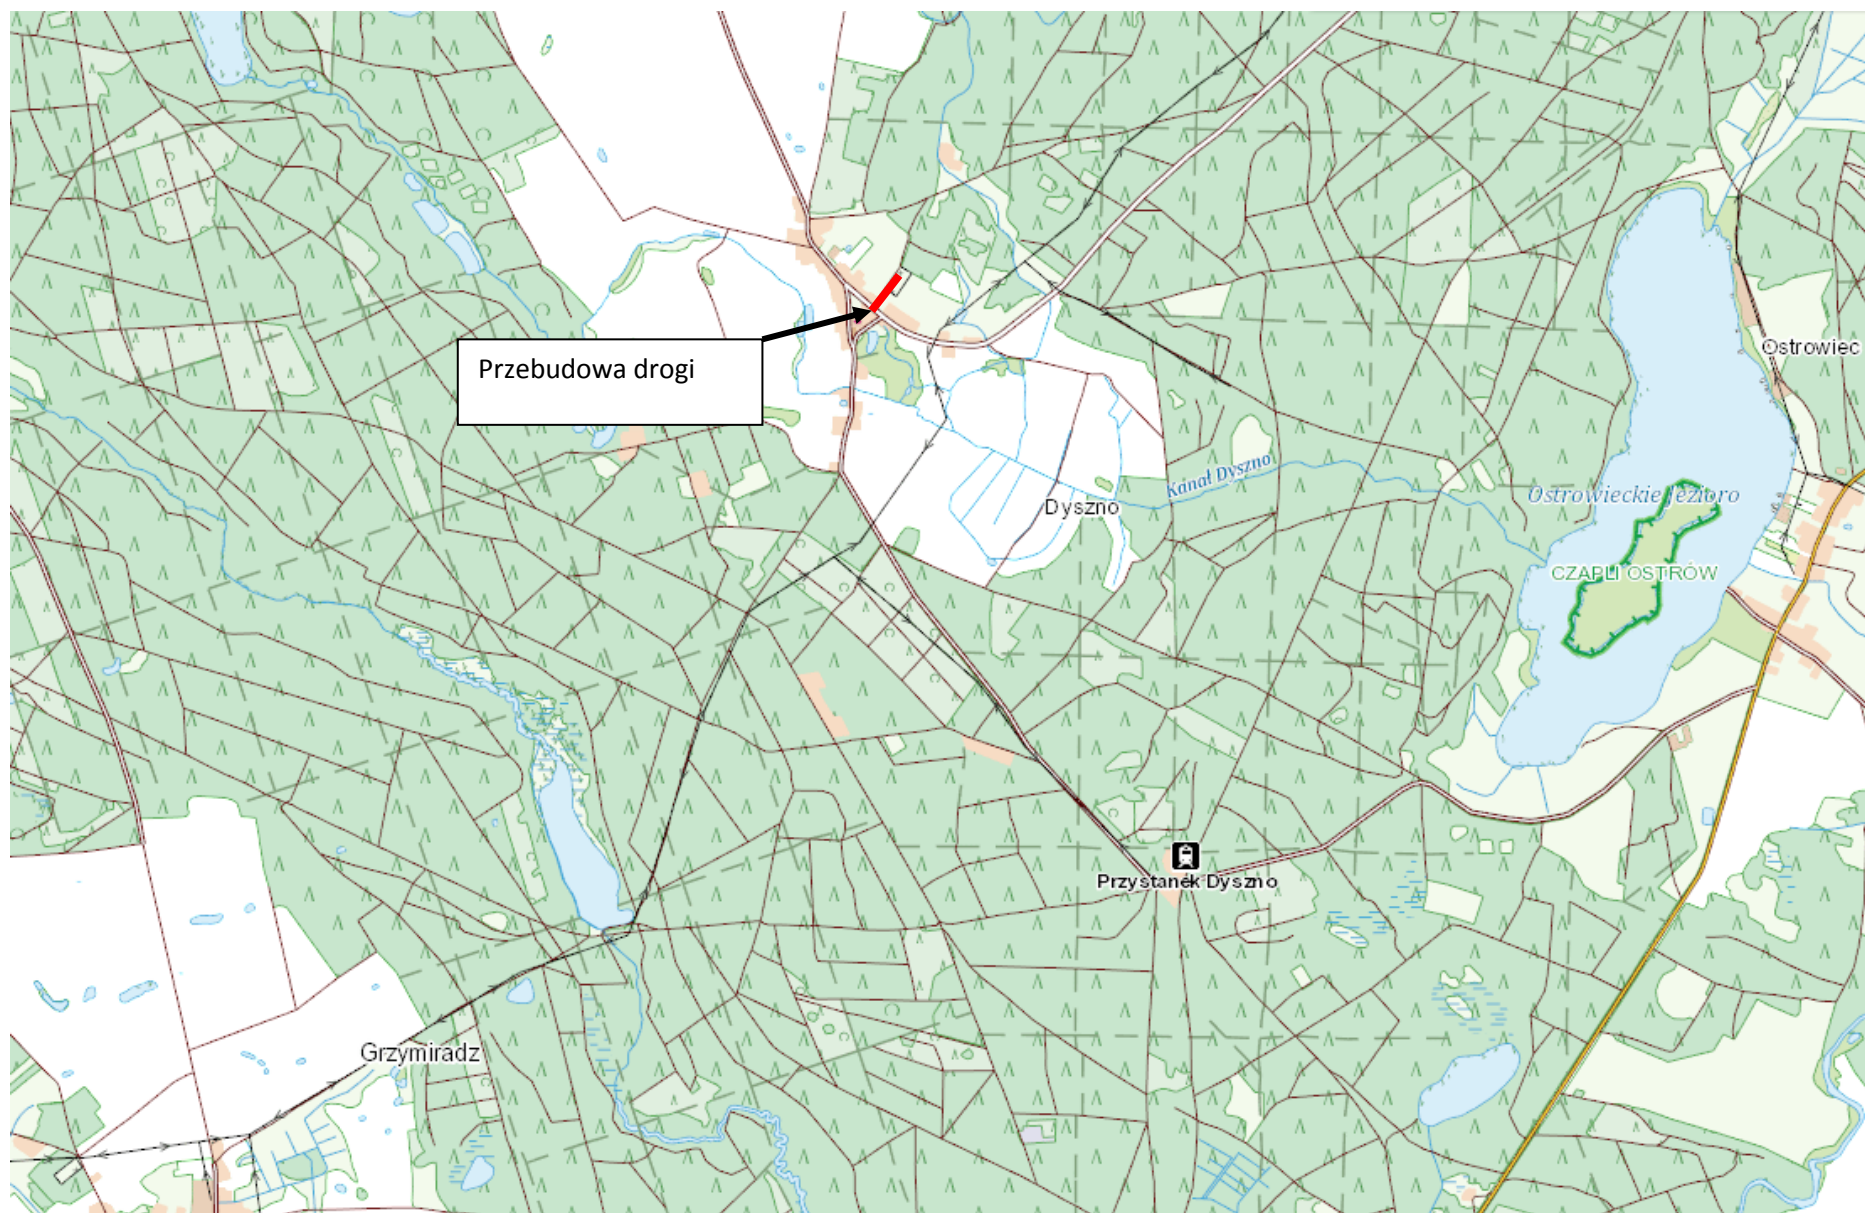 Przebudowa drogi
Ostrowiec
Kanał Dyszno
Ostrowieckie Jezioro
Dyszno
CZAPLI OSTRÓW
Przystanek Dyszno
Grzymiradz